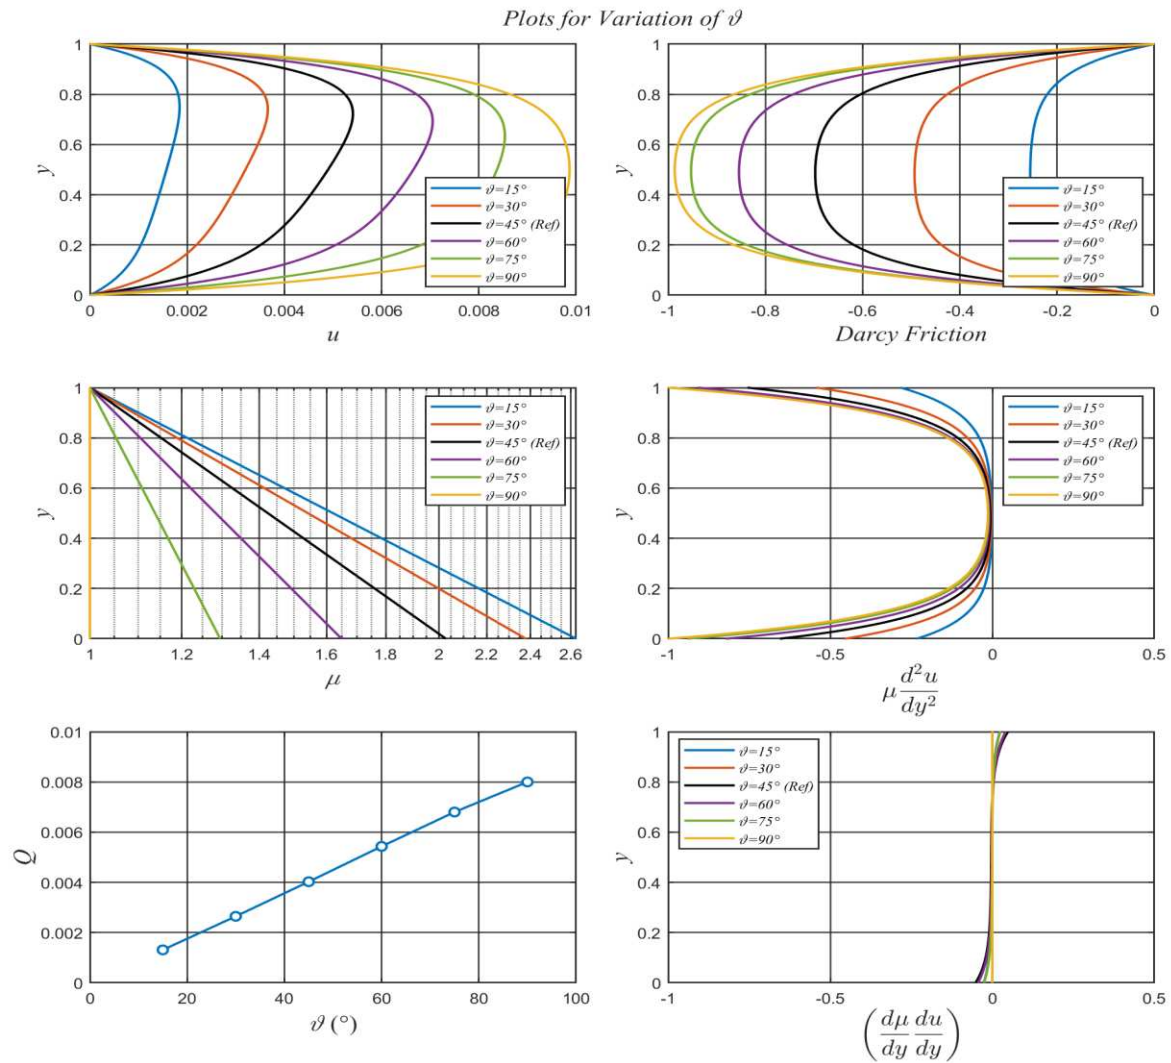 Plots for Variation of ϑ
1
0.8
0.6
0.4
0.2
0
y
ϑ=15°
ϑ=30°
ϑ=45° (Ref)
ϑ=60°
ϑ=75°
ϑ=90°
0 0.002 0.004 0.006 0.008 0.01
u
1
0.8
0.6
0.4
0.2
0
y
ϑ=15°
ϑ=30°
ϑ=45° (Ref)
ϑ=60°
ϑ=75°
ϑ=90°
-1 -0.8 -0.6 -0.4 -0.2 0
Darcy Friction
1
0.8
0.6
0.4
0.2
0
y
ϑ=15°
ϑ=30°
ϑ=45° (Ref)
ϑ=60°
ϑ=75°
ϑ=90°
1 1.2 1.4 1.6 1.8 2 2.2 2.4 2.6
μ
1
0.8
0.6
0.4
0.2
0
y
ϑ=15°
ϑ=30°
ϑ=45° (Ref)
ϑ=60°
ϑ=75°
ϑ=90°
-1 -0.5 0 0.5
μ d²u/dy²
0.01
0.008
0.006
0.004
0.002
0
Q
0 20 40 60 80 100
ϑ (°)
1
0.8
0.6
0.4
0.2
0
y
ϑ=15°
ϑ=30°
ϑ=45° (Ref)
ϑ=60°
ϑ=75°
ϑ=90°
-1 -0.5 0 0.5
(dμ/dy du/dy)